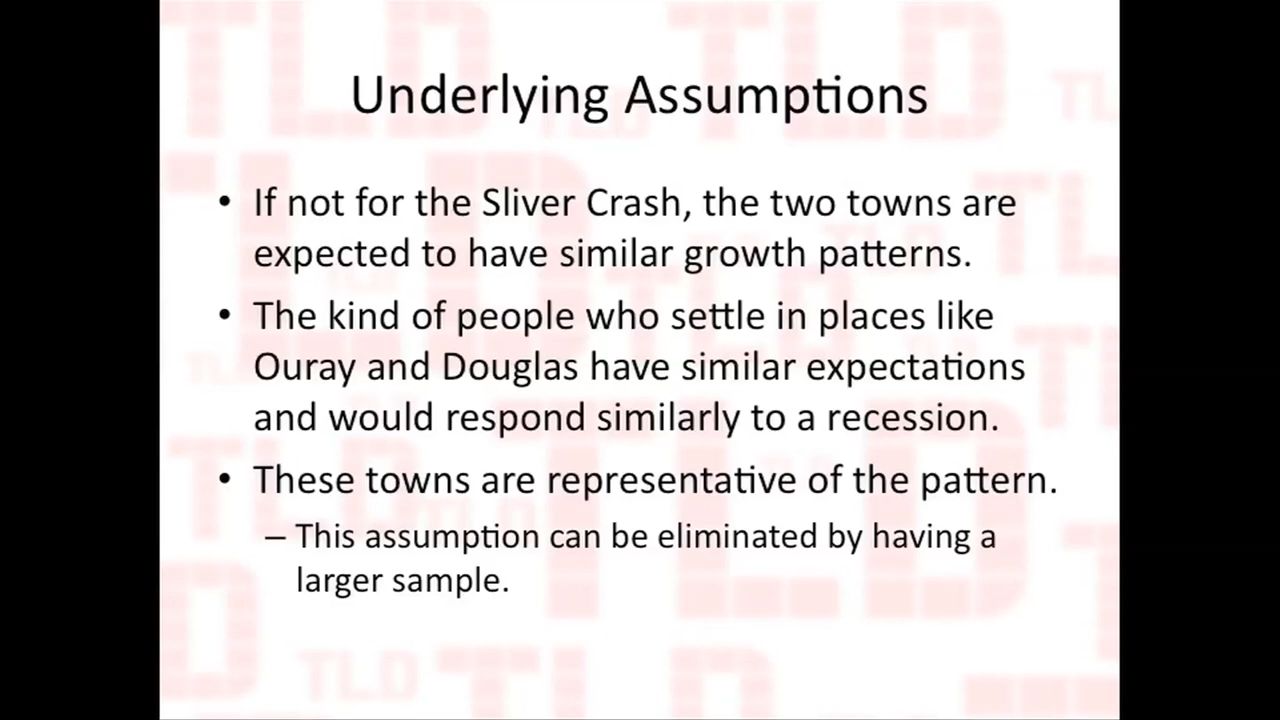 Underlying Assumptions
• If not for the Sliver Crash, the two towns are
expected to have similar growth patterns.
• The kind of people who settle in places like
Ouray and Douglas have similar expectations
and would respond similarly to a recession.
• These towns are representative of the pattern.
– This assumption can be eliminated by having a
larger sample.